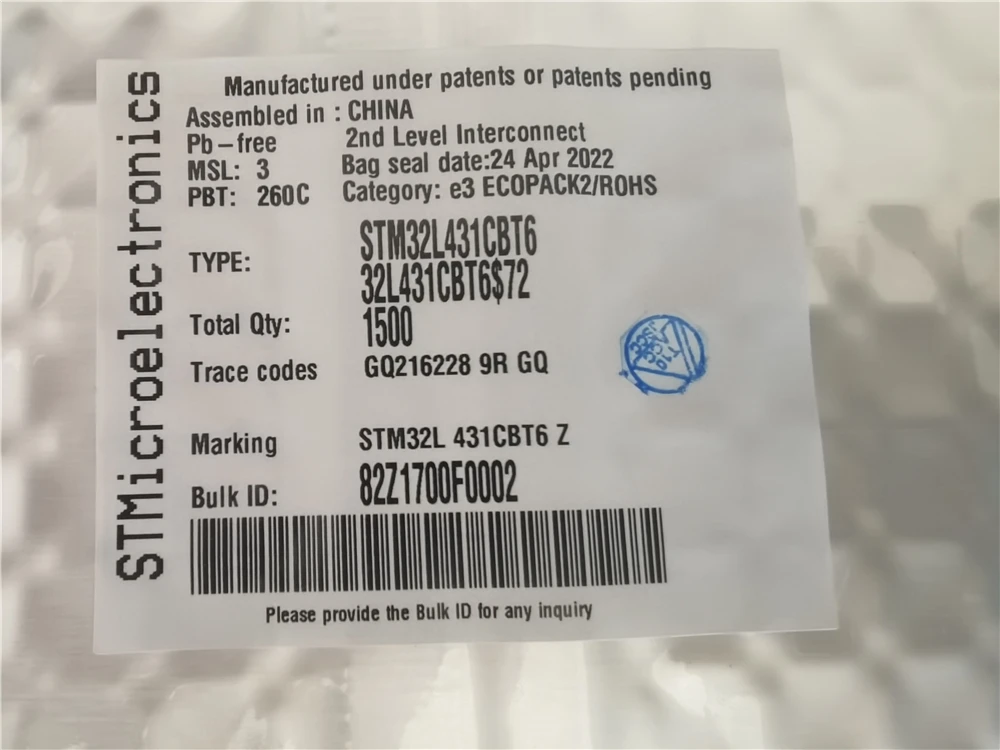 STMicroelectronics
Manufactured under patents or patents pending
Assembled in : CHINA
Pb-free 2nd Level Interconnect
MSL: 3 Bag seal date:24 Apr 2022
PBT: 260C Category: e3 ECOPACK2/ROHS
TYPE: STM32L431CBT6
32L431CBT6$72
Total Qty: 1500
Trace codes GQ216228 9R GQ
Marking STM32L 431CBT6 Z
Bulk ID: 82Z1700F0002
Please provide the Bulk ID for any inquiry